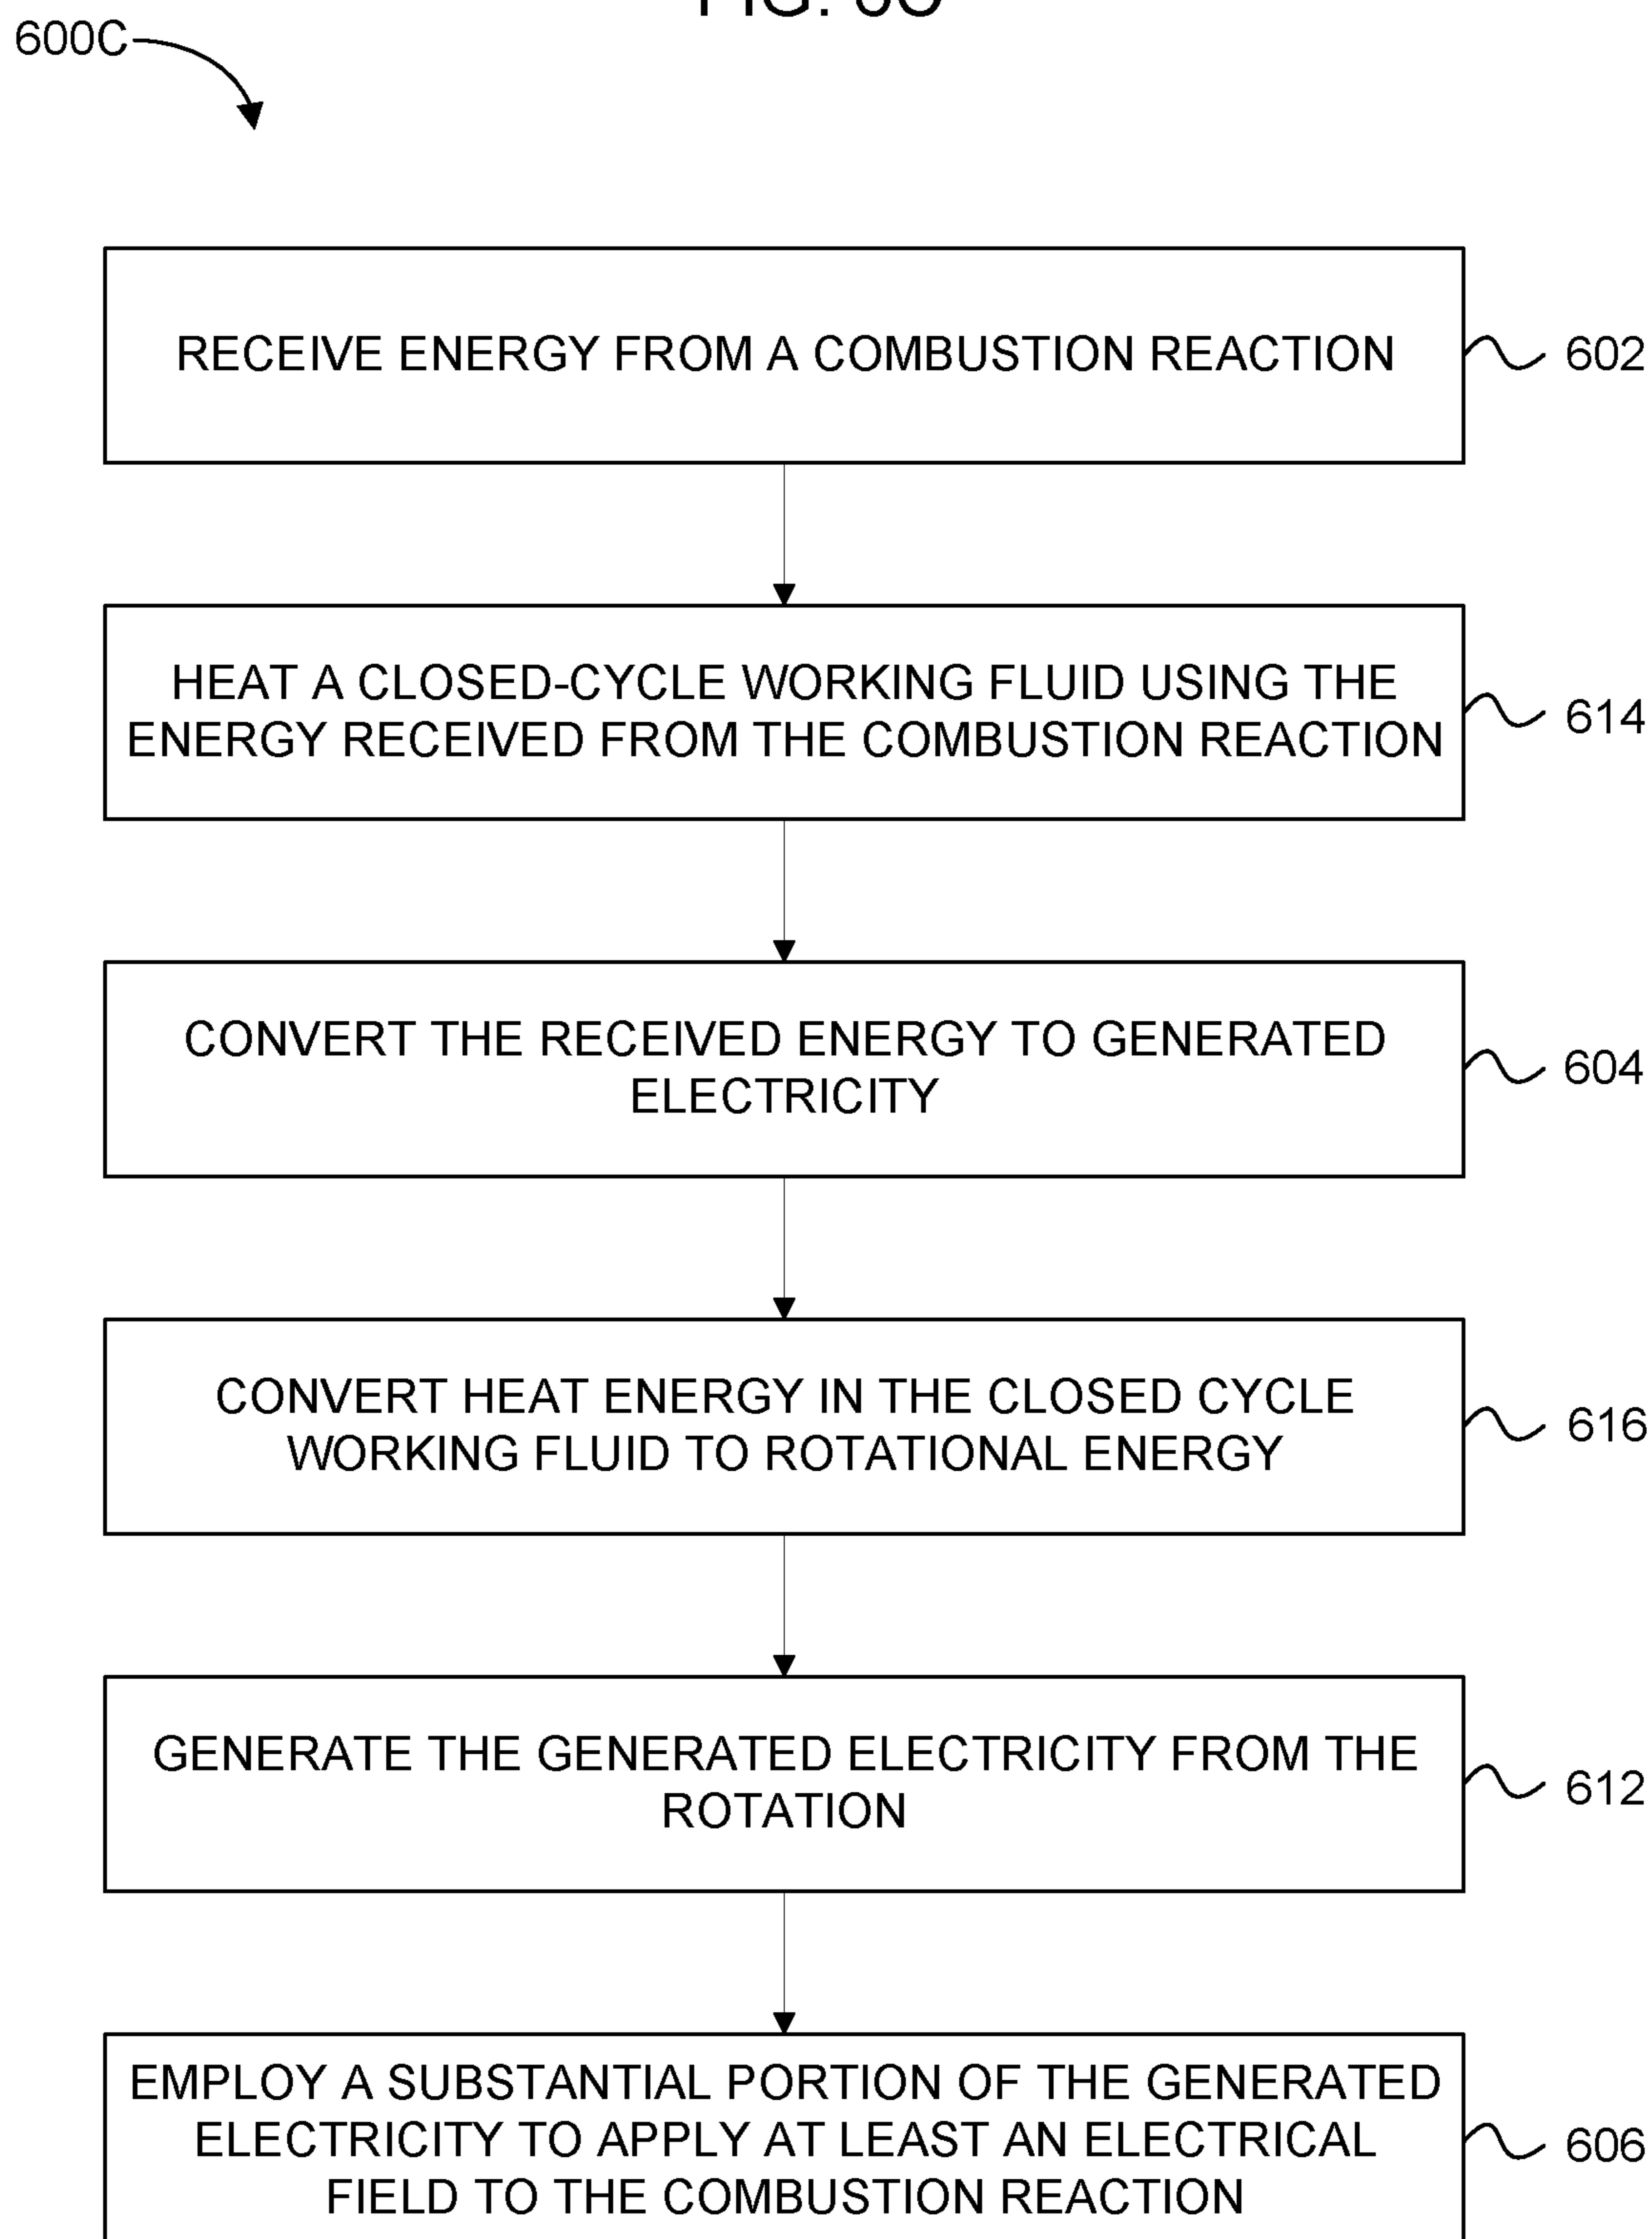 600C
RECEIVE ENERGY FROM A COMBUSTION REACTION
602
HEAT A CLOSED-CYCLE WORKING FLUID USING THE
ENERGY RECEIVED FROM THE COMBUSTION REACTION
614
CONVERT THE RECEIVED ENERGY TO GENERATED
ELECTRICITY
604
CONVERT HEAT ENERGY IN THE CLOSED CYCLE
WORKING FLUID TO ROTATIONAL ENERGY
616
GENERATE THE GENERATED ELECTRICITY FROM THE
ROTATION
612
EMPLOY A SUBSTANTIAL PORTION OF THE GENERATED
ELECTRICITY TO APPLY AT LEAST AN ELECTRICAL
FIELD TO THE COMBUSTION REACTION
606